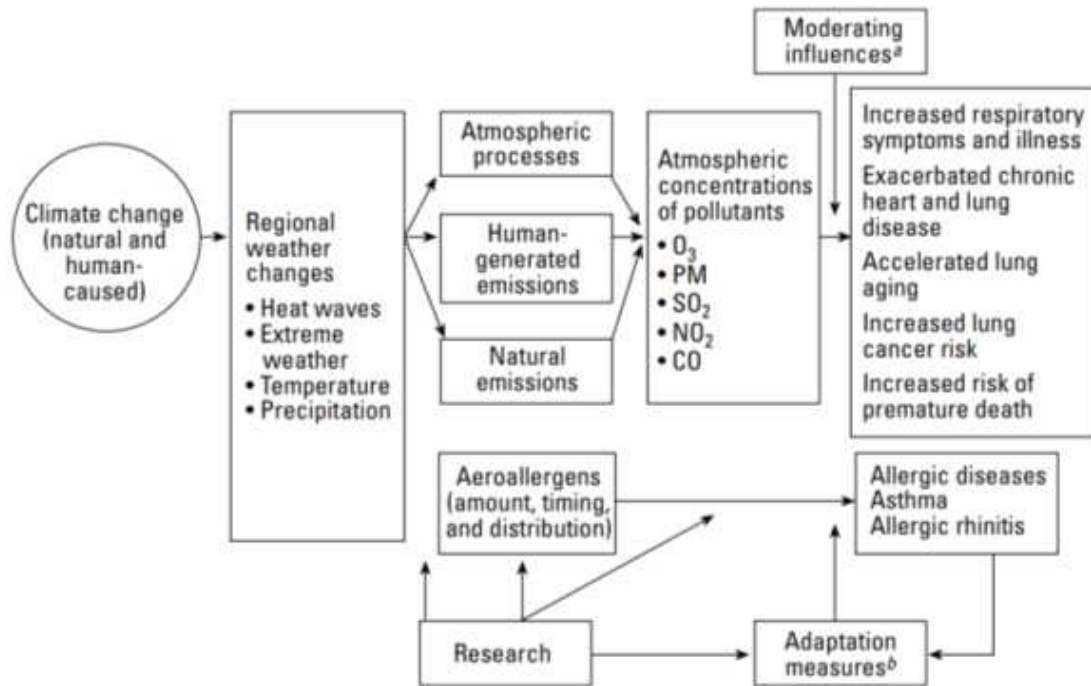 Moderating
influencesᵃ
Climate change
(natural and
human-
caused)
Regional
weather
changes
• Heat waves
• Extreme
weather
• Temperature
• Precipitation
Atmospheric
processes
Human-
generated
emissions
Natural
emissions
Atmospheric
concentrations
of pollutants
• O₃
• PM
• SO₂
• NO₂
• CO
Increased respiratory
symptoms and illness
Exacerbated chronic
heart and lung
disease
Accelerated lung
aging
Increased lung
cancer risk
Increased risk of
premature death
Aeroallergens
(amount, timing,
and distribution)
Allergic diseases
Asthma
Allergic rhinitis
Research
Adaptation
measuresᵇ